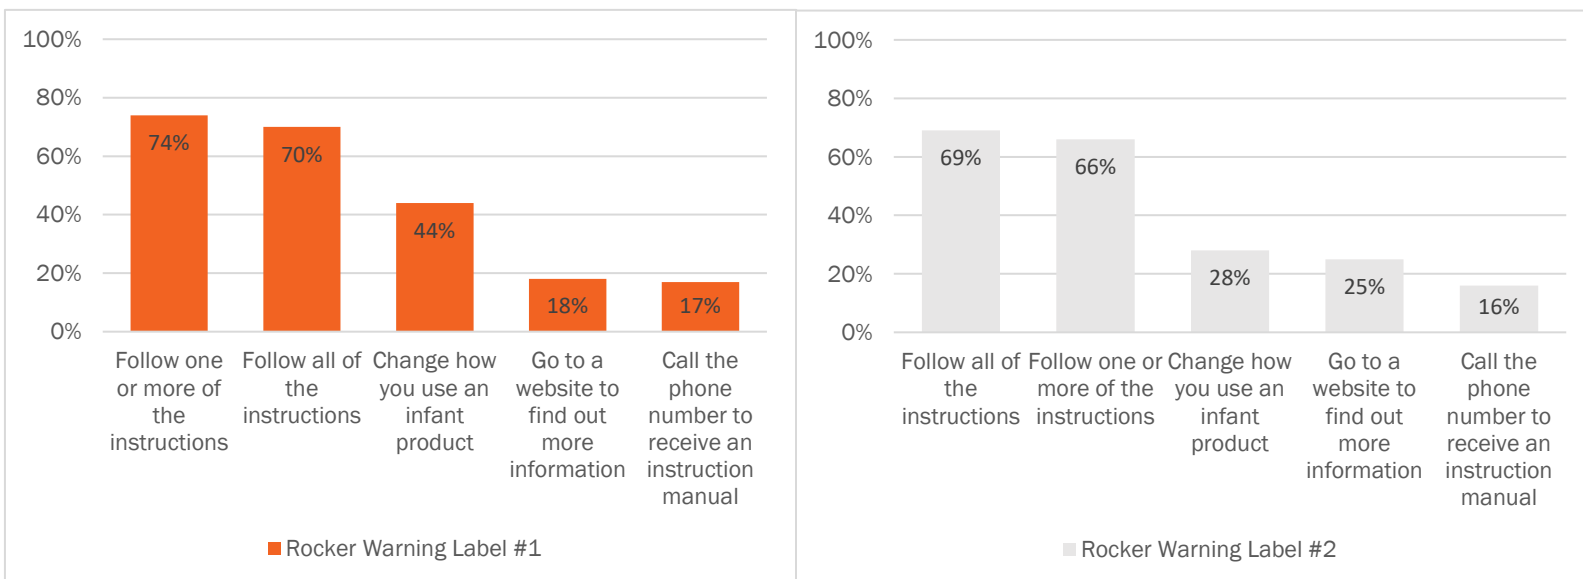 100%
80%
60%
40%
20%
0%
74%
70%
44%
18%
17%
Follow one
or more of
the
instructions
Follow all of
the
instructions
Change how
you use an
infant
product
Go to a
website to
find out
more
information
Call the
phone
number to
receive an
instruction
manual
Rocker Warning Label #1
100%
80%
60%
40%
20%
0%
69%
66%
28%
25%
16%
Follow all of
the
instructions
Follow one or
more of the
instructions
Change how
you use an
infant
product
Go to a
website to
find out
more
information
Call the
phone
number to
receive an
instruction
manual
Rocker Warning Label #2